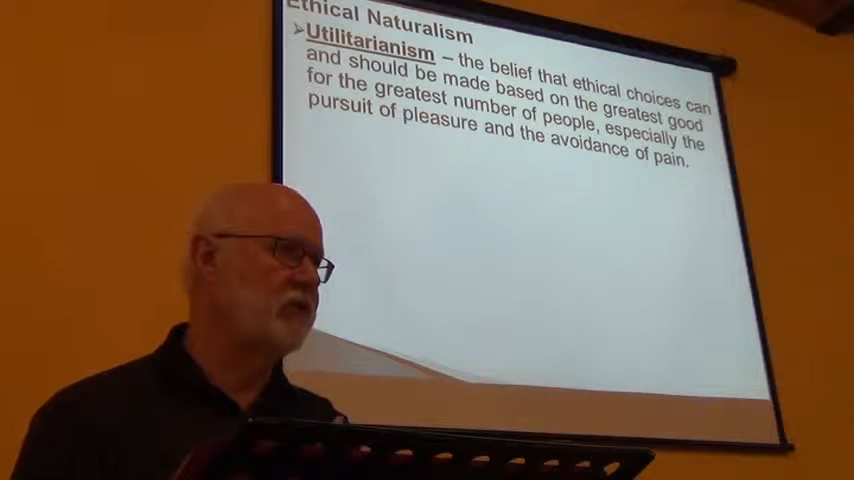 Ethical Naturalism
➢Utilitarianism – the belief that ethical choices can
and should be made based on the greatest good
for the greatest number of people, especially the
pursuit of pleasure and the avoidance of pain.